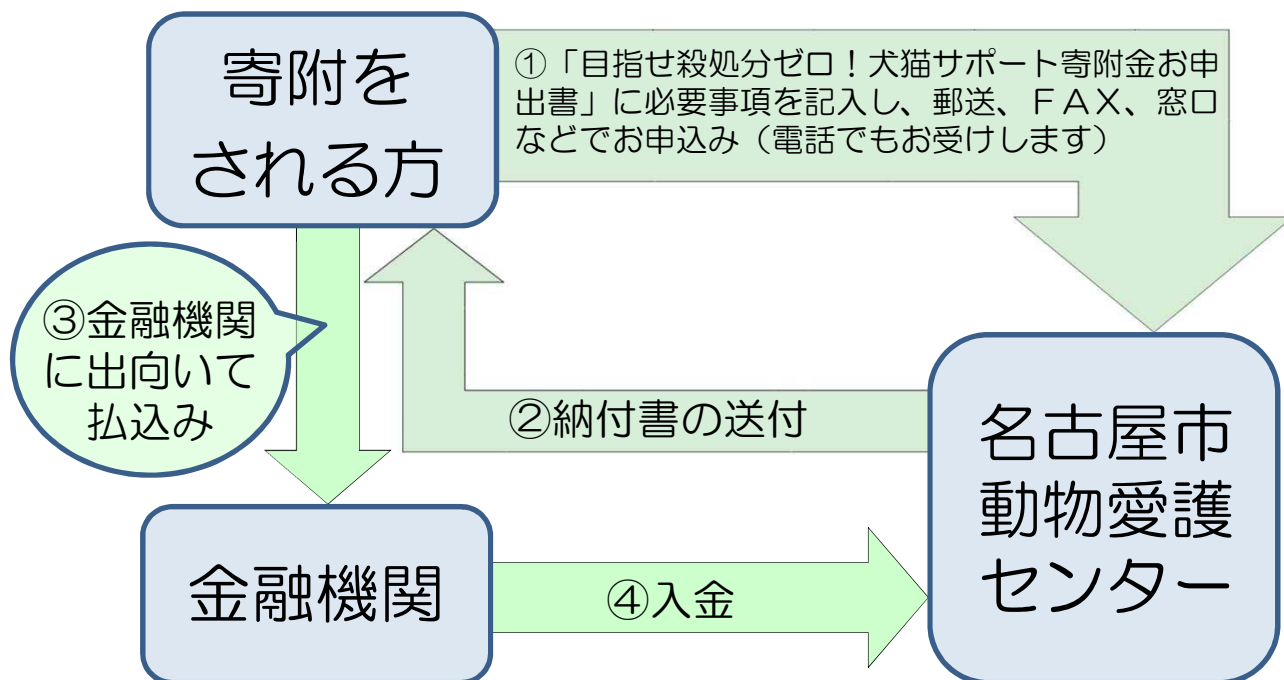 寄附を
される方
①「目指せ殺処分ゼロ！犬猫サポート寄附金お申
出書」に必要事項を記入し、郵送、ＦＡＸ、窓口
などでお申込み（電話でもお受けします）
②納付書の送付
③金融機関
に出向いて
払込み
金融機関
④入金
名古屋市
動物愛護
センター